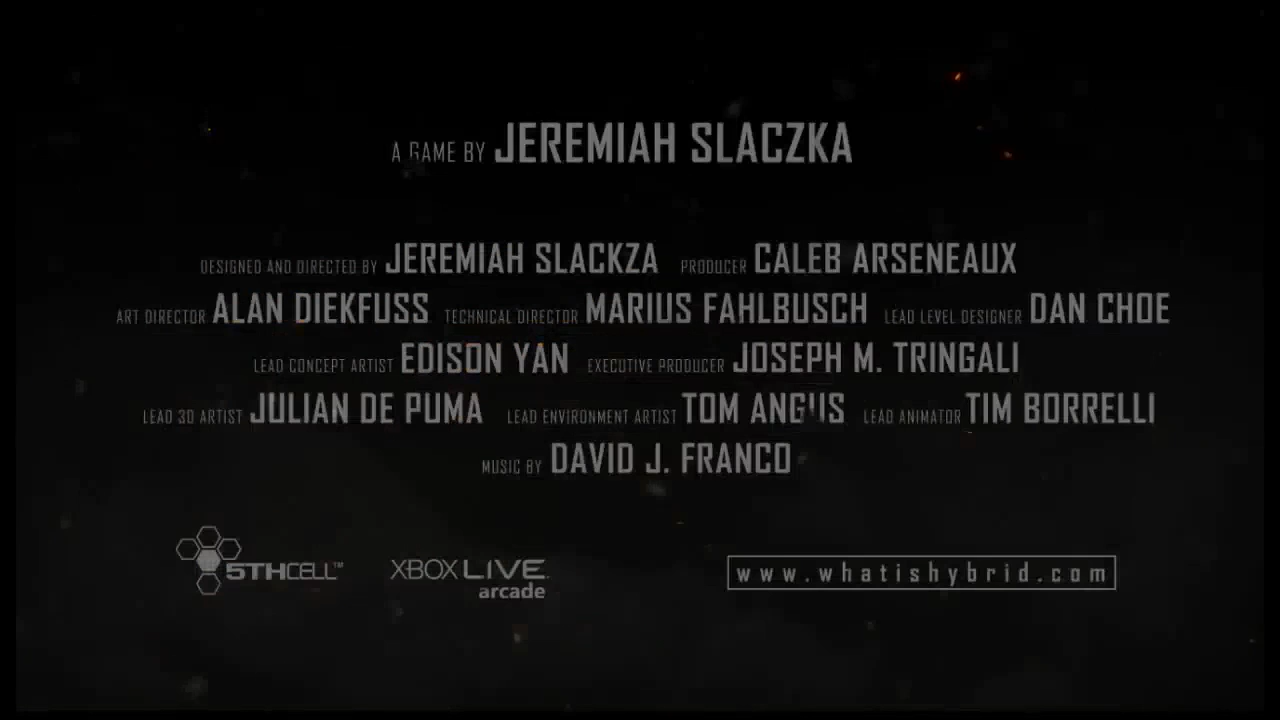 A GAME BY JEREMIAH SLACZKA
DESIGNED AND DIRECTED BY JEREMIAH SLACKZA PRODUCER CALEB ARSENEAUX
ART DIRECTOR ALAN DIEKFUSS TECHNICAL DIRECTOR MARIUS FAHLBUSCH LEAD LEVEL DESIGNER DAN CHOE
LEAD CONCEPT ARTIST EDISON YAN EXECUTIVE PRODUCER JOSEPH M. TRINGALI
LEAD 3D ARTIST JULIAN DE PUMA LEAD ENVIRONMENT ARTIST TOM ANGUS LEAD ANIMATOR TIM BORRELLI
MUSIC BY DAVID J. FRANCO
5THCELL™ XBOX LIVE www.whatishybrid.com
arcade